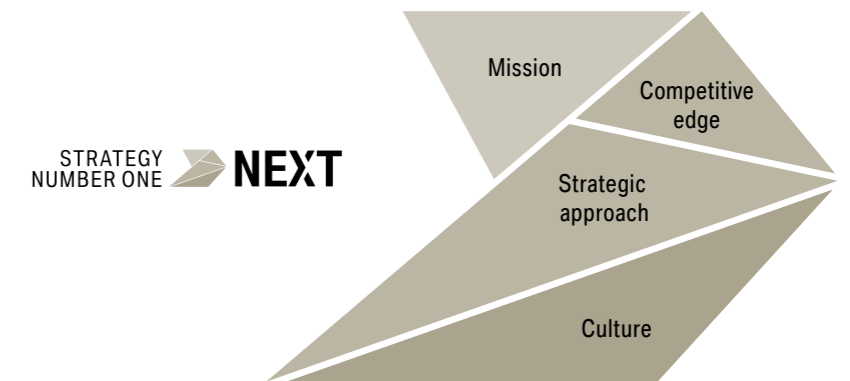 STRATEGY
NUMBER ONE
NEXT
Mission
Competitive
edge
Strategic
approach
Culture